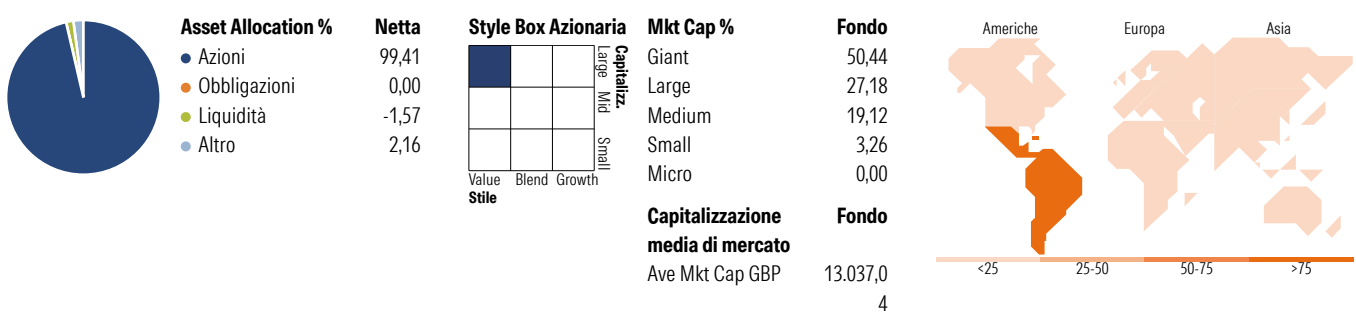 Asset Allocation % Netta
Azioni 99,41
Obbligazioni 0,00
Liquidità -1,57
Altro 2,16
Style Box Azionaria
Capitalizz.
Large Mid Small
Value Blend Growth
Stile
Mkt Cap % Fondo
Giant 50,44
Large 27,18
Medium 19,12
Small 3,26
Micro 0,00
Capitalizzazione Fondo
media di mercato
Ave Mkt Cap GBP 13.037,0
4
Americhe Europa Asia
<25 25-50 50-75 >75